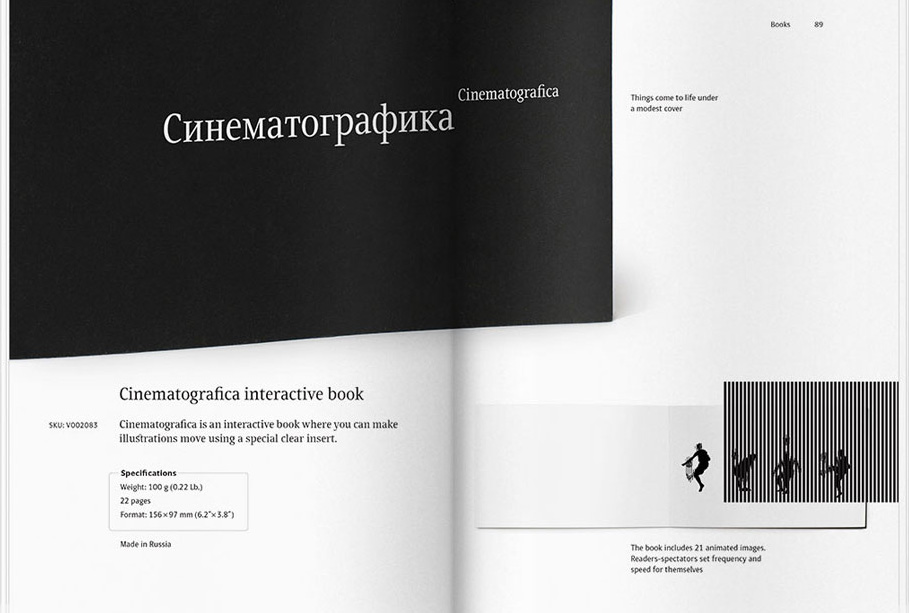 Books 89
Синематографика Cinematografica
Things come to life under
a modest cover
Cinematografica interactive book
SKU: V002083
Cinematografica is an interactive book where you can make
illustrations move using a special clear insert.
Specifications
Weight: 100 g (0.22 Lb.)
22 pages
Format: 156×97 mm (6.2"×3.8")
Made in Russia
The book includes 21 animated images.
Readers-spectators set frequency and
speed for themselves